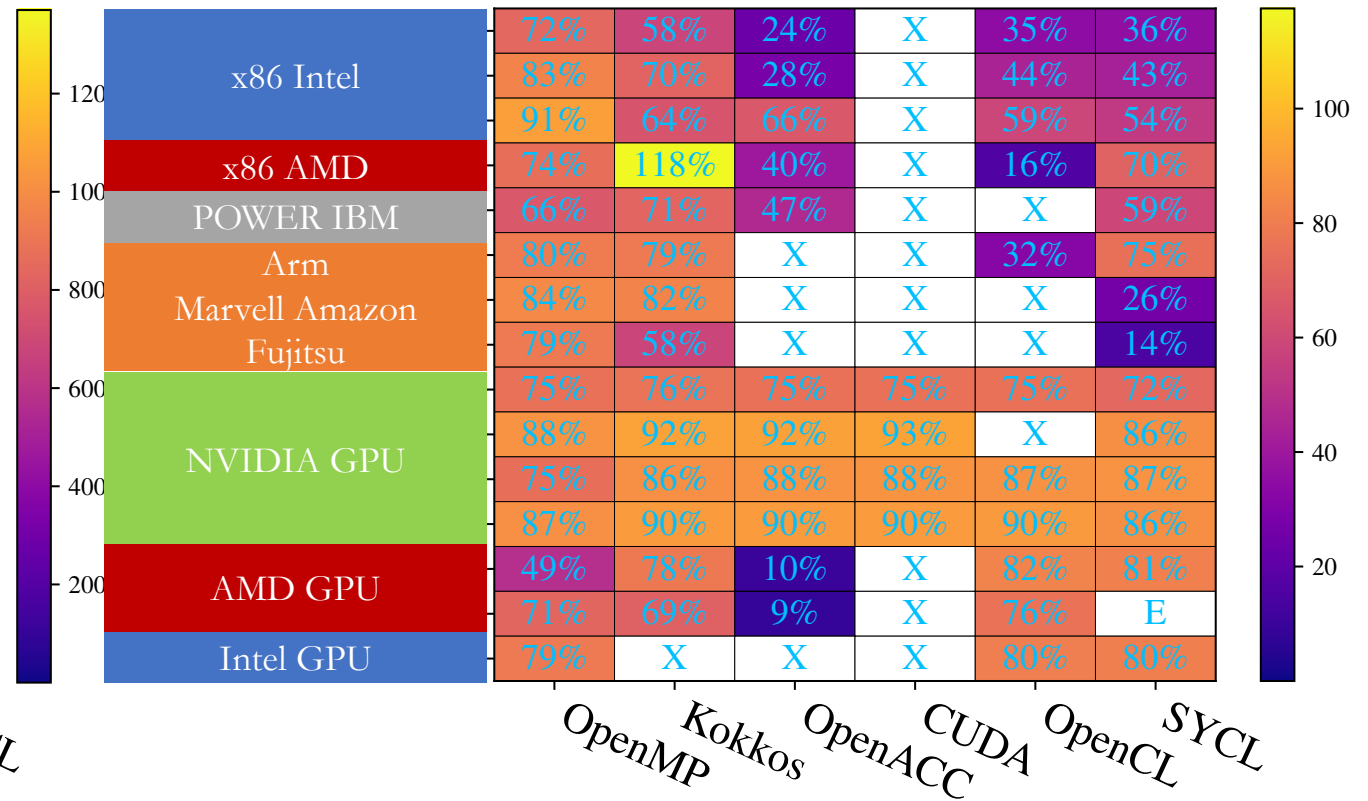 72% 58% 24% X 35% 36%
x86 Intel 83% 70% 28% X 44% 43%
91% 64% 66% X 59% 54%
x86 AMD 74% 118% 40% X 16% 70%
POWER IBM 66% 71% 47% X X 59%
Arm 80% 79% X X 32% 75%
Marvell Amazon 84% 82% X X X 26%
Fujitsu 79% 58% X X X 14%
75% 76% 75% 75% 75% 72%
NVIDIA GPU 88% 92% 92% 93% X 86%
75% 86% 88% 88% 87% 87%
87% 90% 90% 90% 90% 86%
AMD GPU 49% 78% 10% X 82% 81%
71% 69% 9% X 76% E
Intel GPU 79% X X X 80% 80%
OpenMP Kokkos OpenACC CUDA OpenCL SYCL
120
100
800
600
400
200
100
80
60
40
20